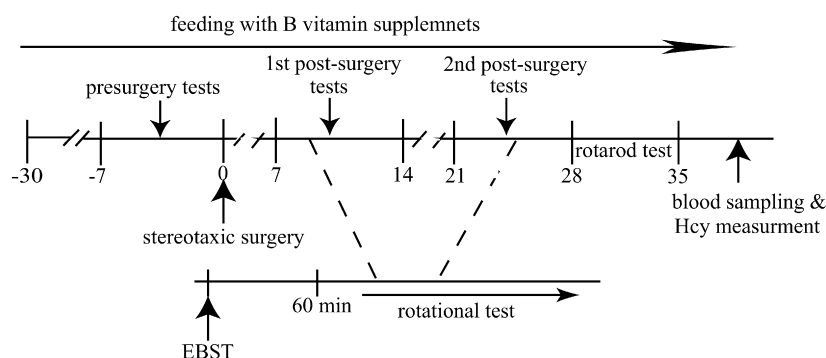 feeding with B vitamin supplemnets
1st post-surgery
tests
2nd post-surgery
tests
presurgery tests
-30
-7
0
7
14
21
28
rotarod test
35
stereotaxic surgery
blood sampling &
Hcy measurment
60 min
rotational test
EBST